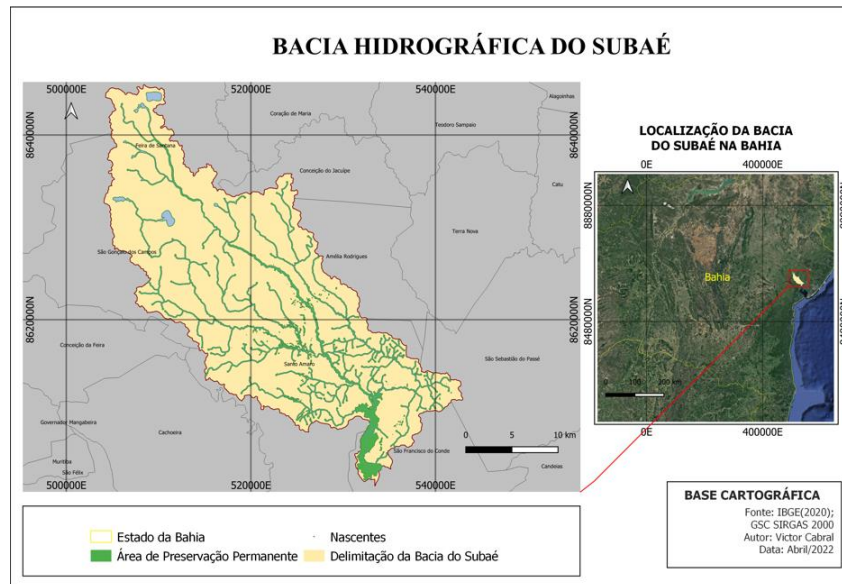 BACIA HIDROGRÁFICA DO SUBAÉ
500000E
520000E
540000E
8640000N
8640000N
8620000N
8620000N
Coração de Maria
Teodoro Sampaio
Alagoinhas
Feira de Santana
Conceição do Jacuípe
Catu
Terra Nova
São Gonçalo dos Campos
Amélia Rodrigues
Conceição da Feira
Santo Amaro
São Sebastião do Passé
Governador Mangabeira
Cachoeira
São Francisco do Conde
Muritiba
São Félix
Candeias
0 5 10 km
500000E
520000E
540000E
LOCALIZAÇÃO DA BACIA
DO SUBAÉ NA BAHIA
0E
400000E
8880000N
8480000N
Bahia
0 100 200 km
0E
400000E
Estado da Bahia
Nascentes
Área de Preservação Permanente
Delimitação da Bacia do Subaé
BASE CARTOGRÁFICA
Fonte: IBGE(2020);
GSC SIRGAS 2000
Autor: Victor Cabral
Data: Abril/2022